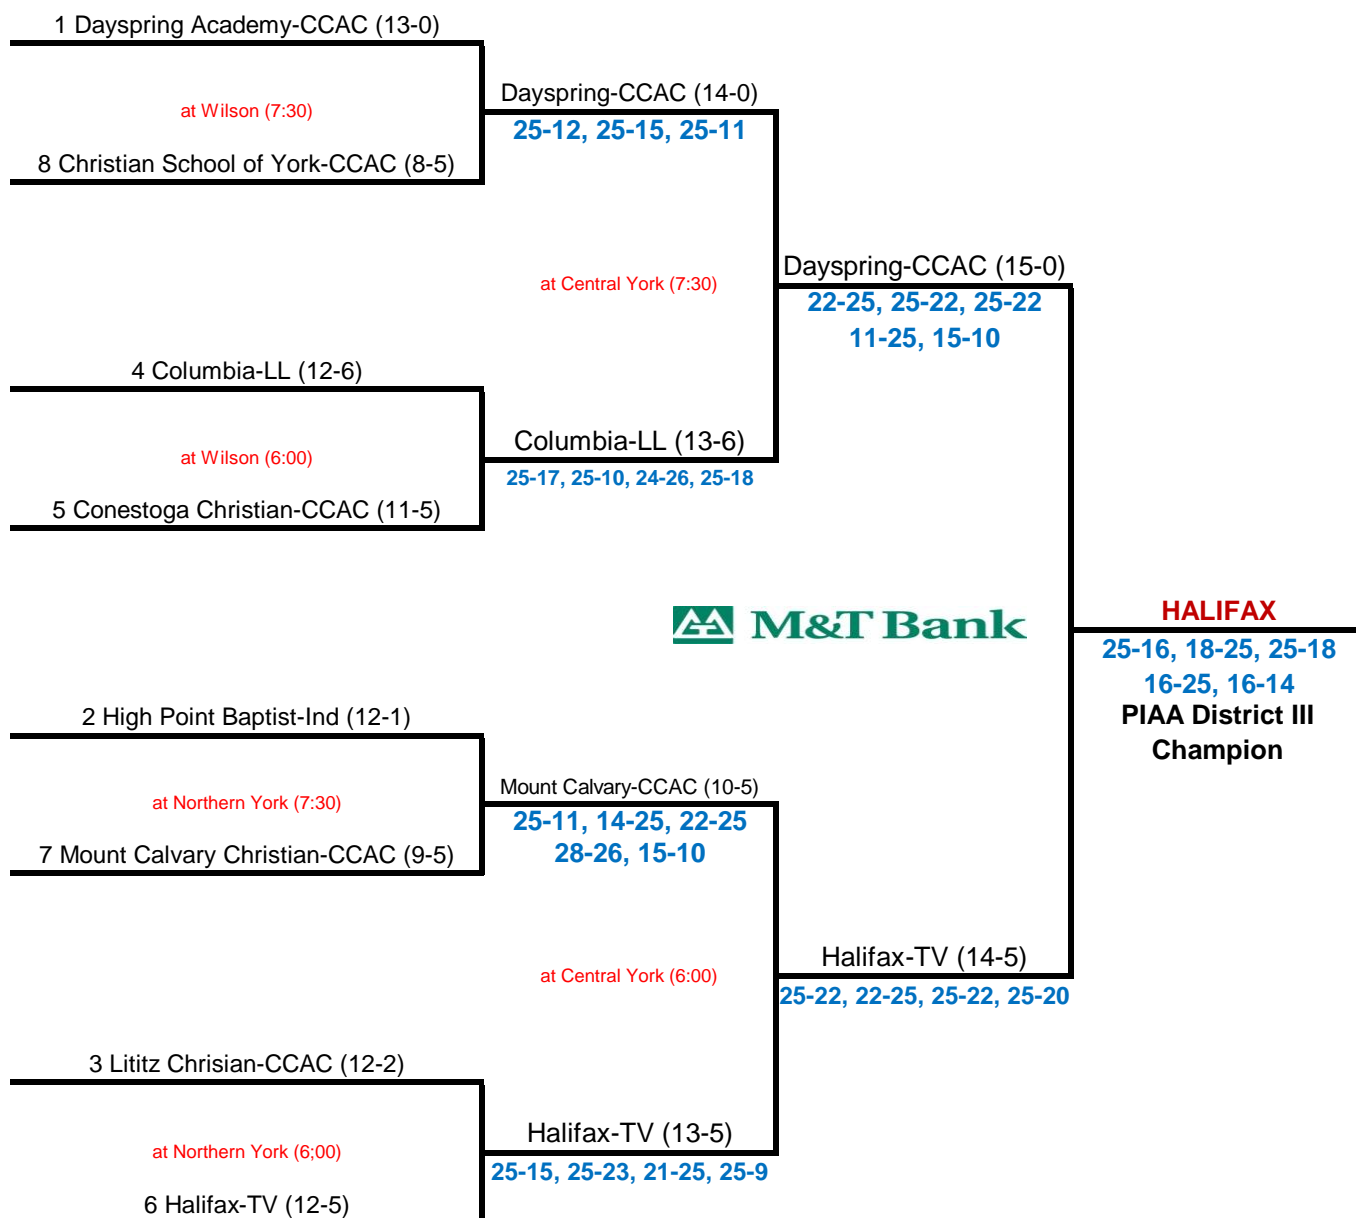 1 Dayspring Academy-CCAC (13-0)
at Wilson (7:30)
8 Christian School of York-CCAC (8-5)
Dayspring-CCAC (14-0)
25-12, 25-15, 25-11
at Central York (7:30)
4 Columbia-LL (12-6)
at Wilson (6:00)
5 Conestoga Christian-CCAC (11-5)
Columbia-LL (13-6)
25-17, 25-10, 24-26, 25-18
Dayspring-CCAC (15-0)
22-25, 25-22, 25-22
11-25, 15-10
M&T Bank
2 High Point Baptist-Ind (12-1)
at Northern York (7:30)
7 Mount Calvary Christian-CCAC (9-5)
Mount Calvary-CCAC (10-5)
25-11, 14-25, 22-25
28-26, 15-10
at Central York (6:00)
3 Lititz Chrisian-CCAC (12-2)
at Northern York (6;00)
6 Halifax-TV (12-5)
Halifax-TV (13-5)
25-15, 25-23, 21-25, 25-9
Halifax-TV (14-5)
25-22, 22-25, 25-22, 25-20
HALIFAX
25-16, 18-25, 25-18
16-25, 16-14
PIAA District III
Champion